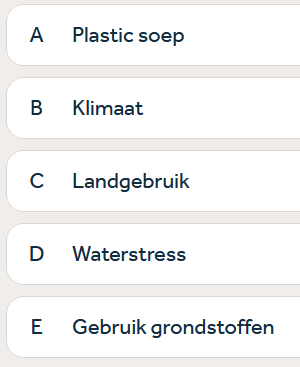 A Plastic soep
B Klimaat
C Landgebruik
D Waterstress
E Gebruik grondstoffen